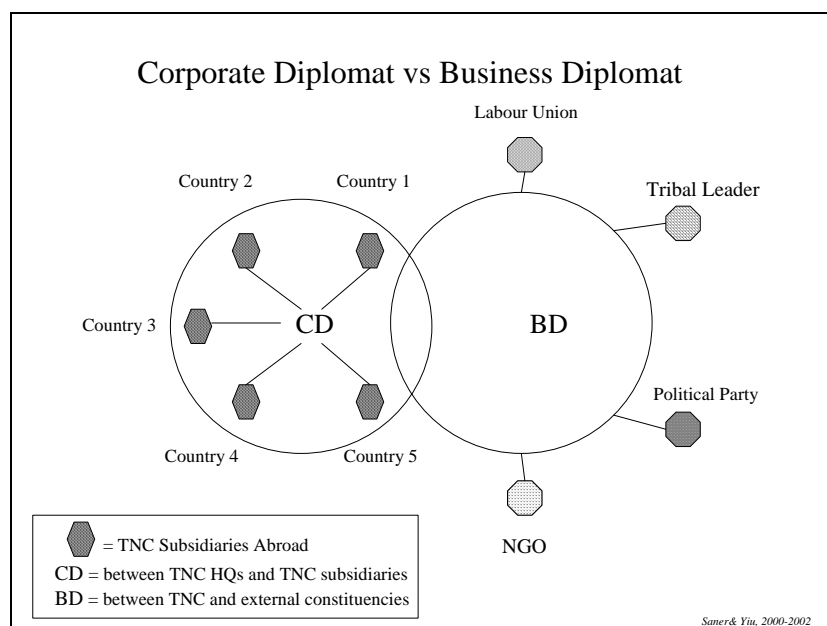 Corporate Diplomat vs Business Diplomat
Labour Union
Country 2
Country 1
Tribal Leader
Country 3
CD
BD
Political Party
Country 4
Country 5
NGO
= TNC Subsidiaries Abroad
CD = between TNC HQs and TNC subsidiaries
BD = between TNC and external constituencies
Saner& Yiu, 2000-2002